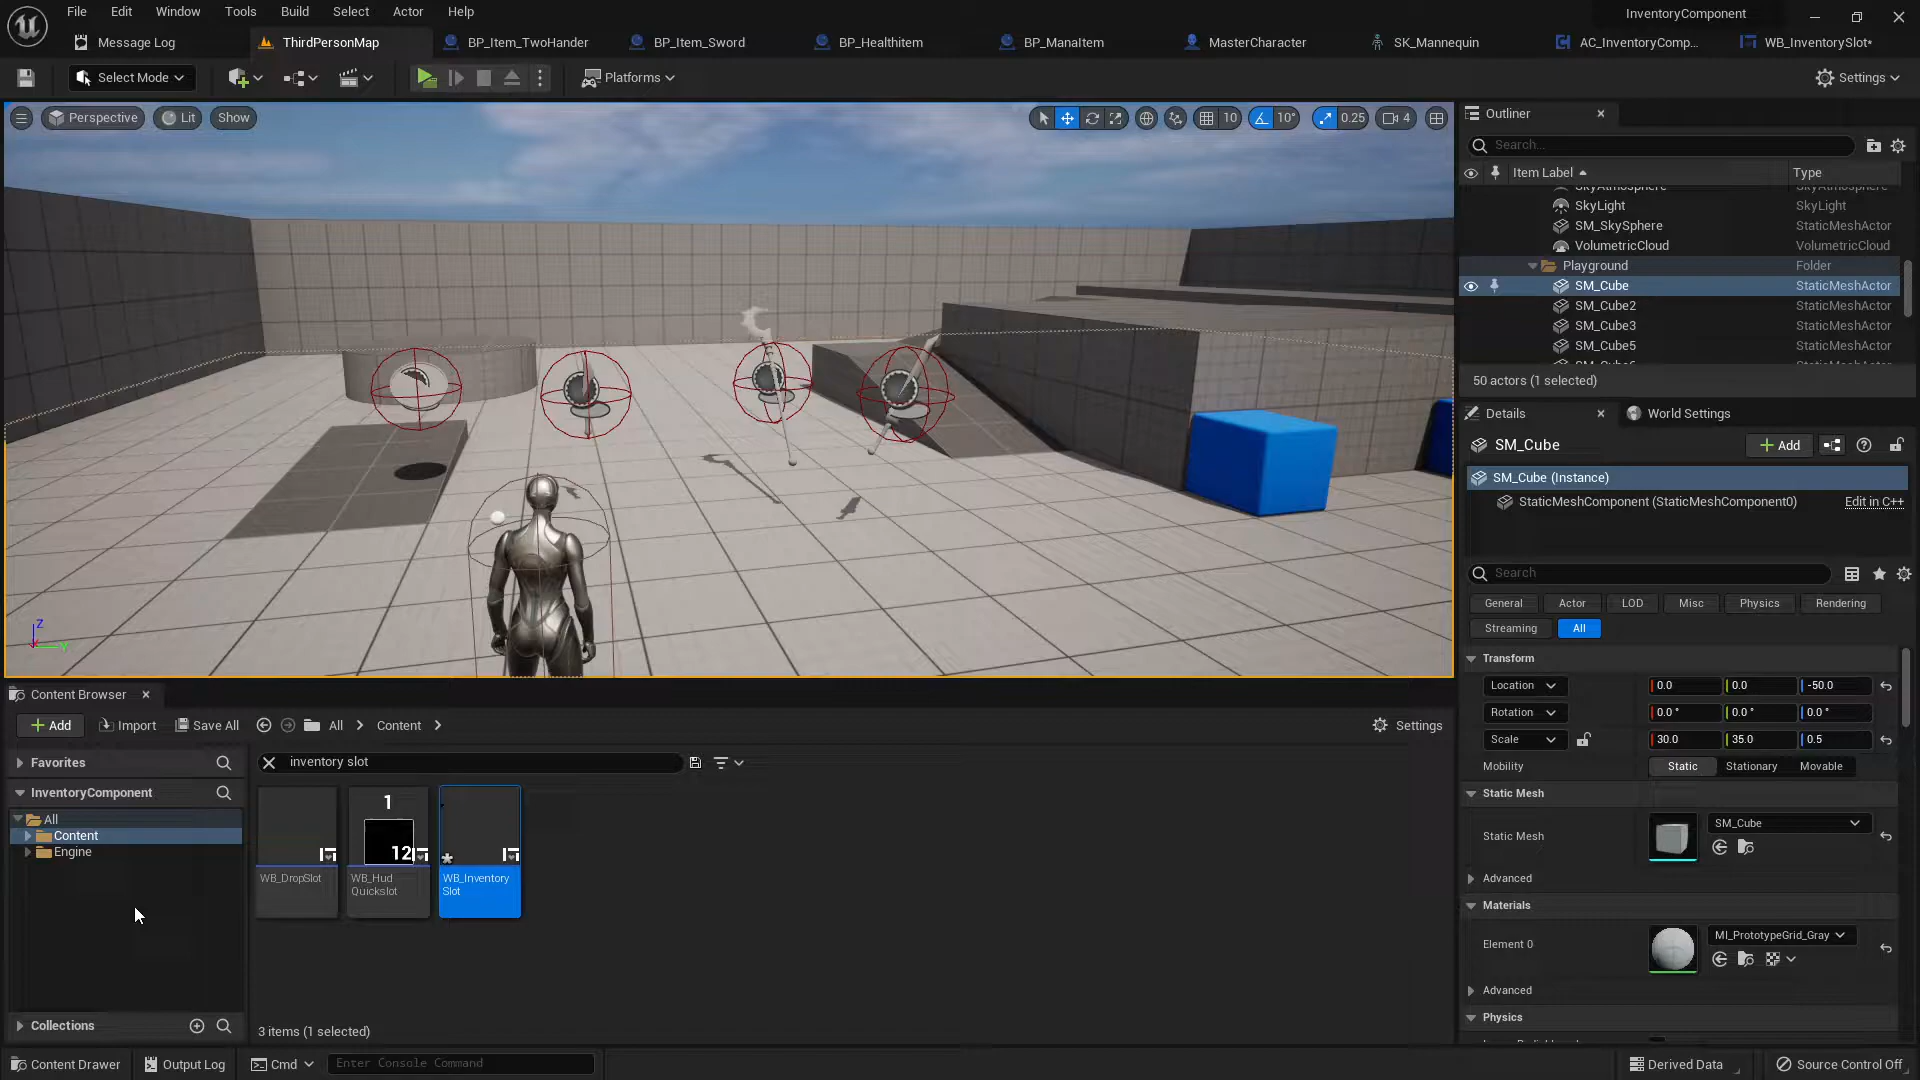 File Edit Window Tools Build Select Actor Help
InventoryComponent
Message Log
ThirdPersonMap
BP_Item_TwoHander
BP_Item_Sword
BP_Healthitem
BP_ManaItem
MasterCharacter
SK_Mannequin
AC_InventoryComp...
WB_InventorySlot*
Select Mode
Platforms
Settings
Perspective
Lit
Show
10
10°
0.25
4
Outliner
Search...
Item Label
Type
SkyAtmosphere SkyAtmosphere
SkyLight SkyLight
SM_SkySphere StaticMeshActor
VolumetricCloud VolumetricCloud
Playground Folder
SM_Cube StaticMeshActor
SM_Cube2 StaticMeshActor
SM_Cube3 StaticMeshActor
SM_Cube5 StaticMeshActor
50 actors (1 selected)
Details
World Settings
SM_Cube
Add
SM_Cube (Instance)
StaticMeshComponent (StaticMeshComponent0)
Edit in C++
Search
General Actor LOD Misc Physics Rendering
Streaming All
Transform
Location 0.0 0.0 -50.0
Rotation 0.0 ° 0.0 ° 0.0 °
Scale 30.0 35.0 0.5
Mobility Static Stationary Movable
Static Mesh
Static Mesh
SM_Cube
Advanced
Materials
Element 0
MI_PrototypeGrid_Gray
Advanced
Physics
Z
Y
Content Browser
Add
Import
Save All
All
Content
Settings
Favorites
InventoryComponent
All
Content
Engine
Collections
inventory slot
1
12
WB_DropSlot
WB_Hud
Quickslot
WB_Inventory
Slot
3 items (1 selected)
Content Drawer
Output Log
Cmd
Enter Console Command
Derived Data
Source Control Off